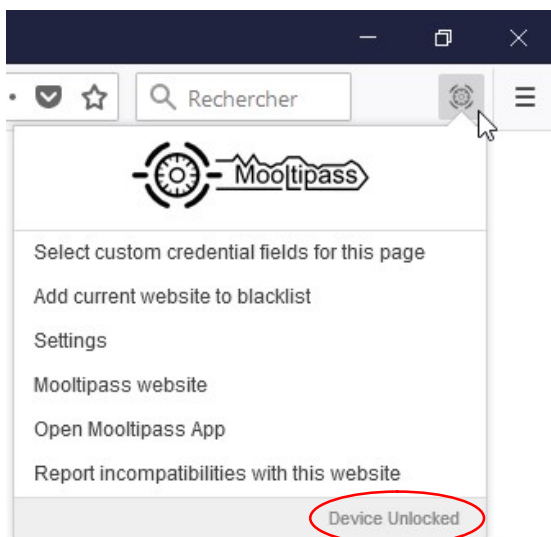 Rechercher
Mooltipass
Select custom credential fields for this page
Add current website to blacklist
Settings
Mooltipass website
Open Mooltipass App
Report incompatibilities with this website
Device Unlocked